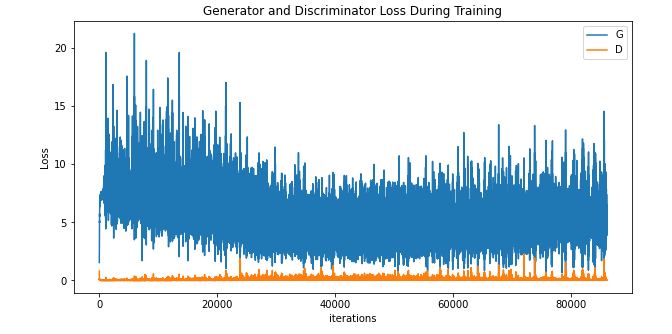 Generator and Discriminator Loss During Training
G
D
20
15
10
5
0
Loss
0
20000
40000
60000
80000
iterations